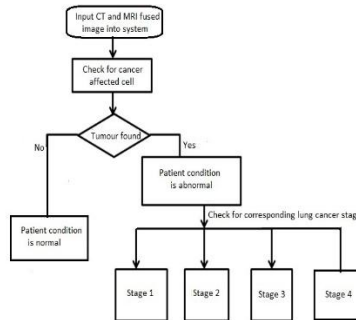 Input CT and MRI fused
image into system
Check for cancer
affected cell
Tumour found
No
Yes
Patient condition
is abnormal
Patient condition
is normal
Check for corresponding lung cancer stag
Stage 1
Stage 2
Stage 3
Stage 4